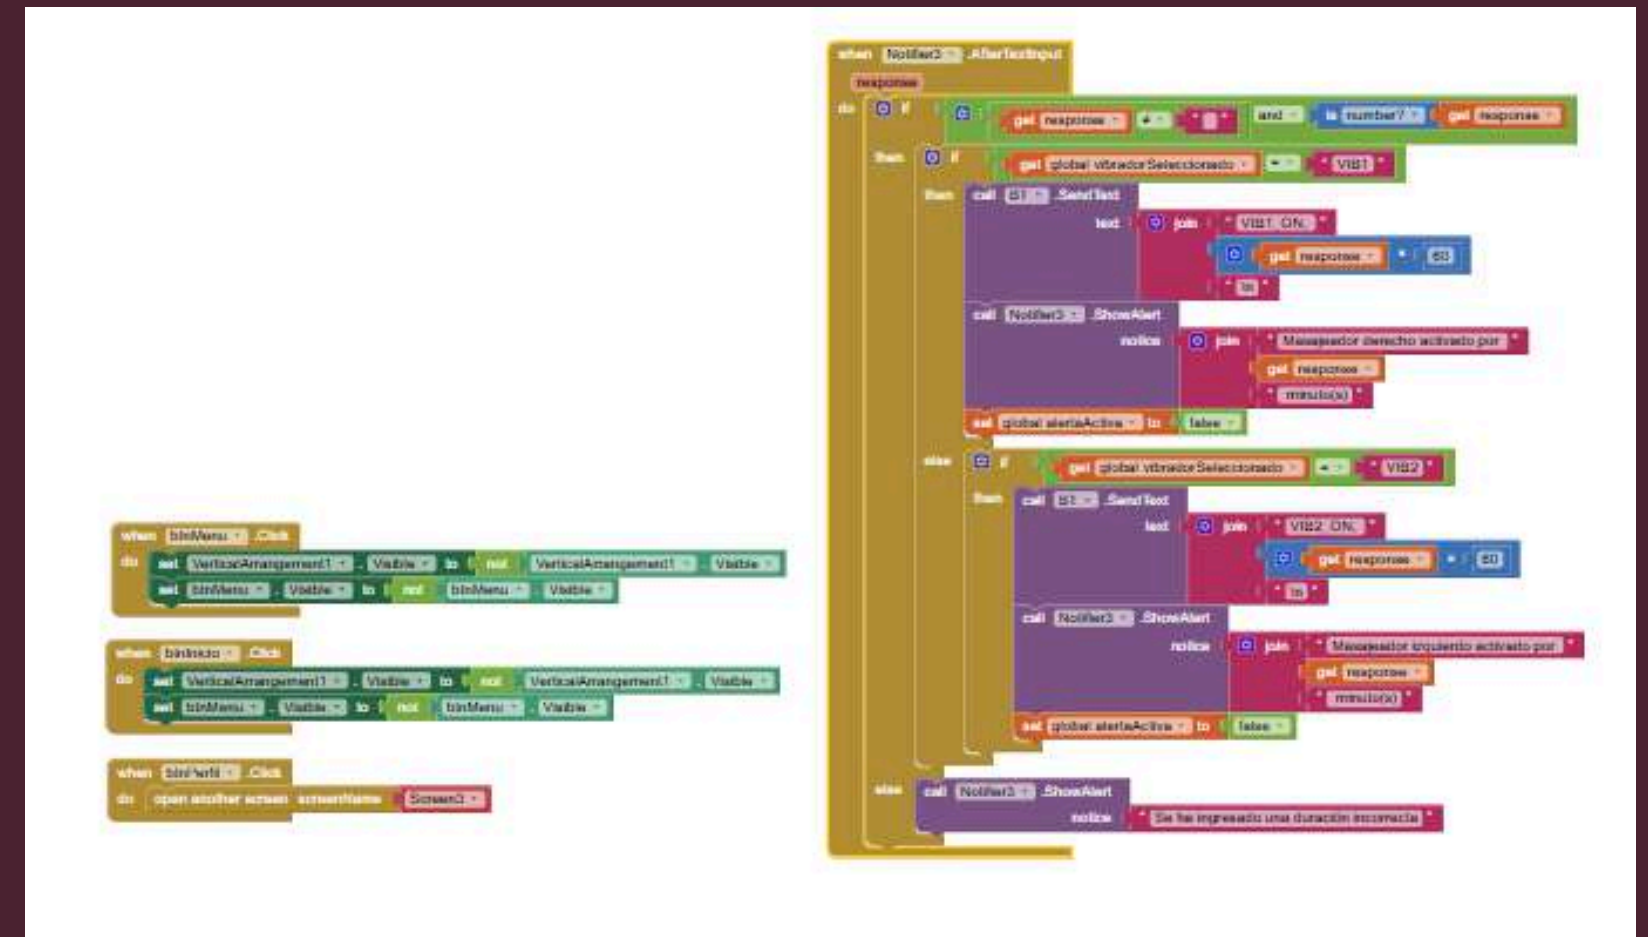 when btnMenu .Click
do set VerticalArrangement1 . Visible to not VerticalArrangement1 . Visible
set btnMenu . Visible to not btnMenu . Visible
when btnInicio .Click
do set VerticalArrangement1 . Visible to not VerticalArrangement1 . Visible
set btnMenu . Visible to not btnMenu . Visible
when btnPerfil .Click
do open another screen screenName
when Notifier3 .AfterTextInput
response
do if get response ≠ " " and is number? get response
then if get global vibradorSeleccionado = " VIB1 "
then call .SendText
text join " VIB1 ON, "
get response * 60
" \n "
call Notifier3 .ShowAlert
notice join " Masajeador derecho activado por "
get response
" minuto(s) "
set global alertaActiva to false
else if get global vibradorSeleccionado = " VIB2 "
then call .SendText
text join " VIB2 ON, "
get response * 60
" \n "
call Notifier3 .ShowAlert
notice join " Masajeador izquierdo activado por "
get response
" minuto(s) "
set global alertaActiva to false
else call Notifier3 .ShowAlert
notice " Se ha ingresado una duración incorrecta "